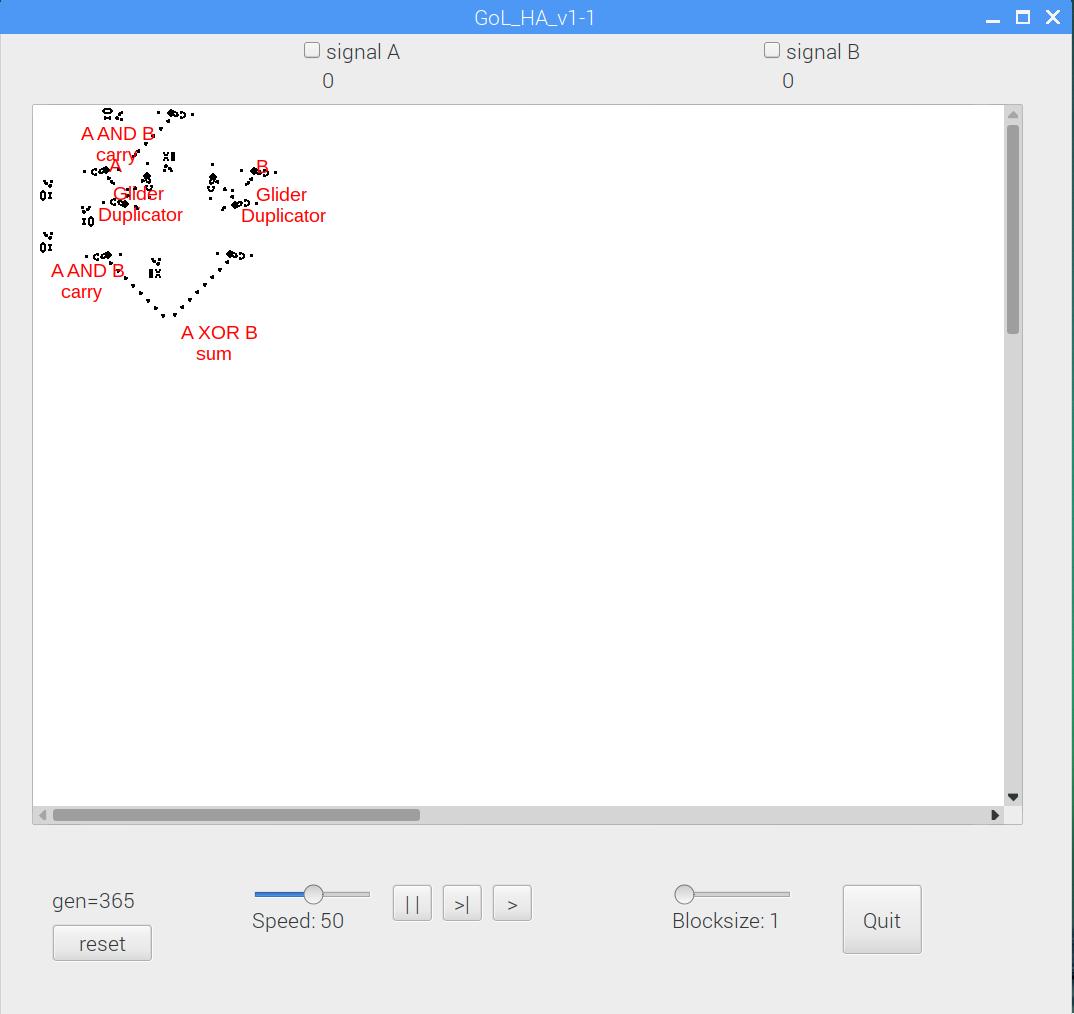 GoL_HA_v1-1
signal A
signal B
0
0
A AND B
carry
A
B
Glider
Duplicator
Glider
Duplicator
A AND B
carry
A XOR B
sum
gen=365
reset
Speed: 50
| |
>|
>
Blocksize: 1
Quit